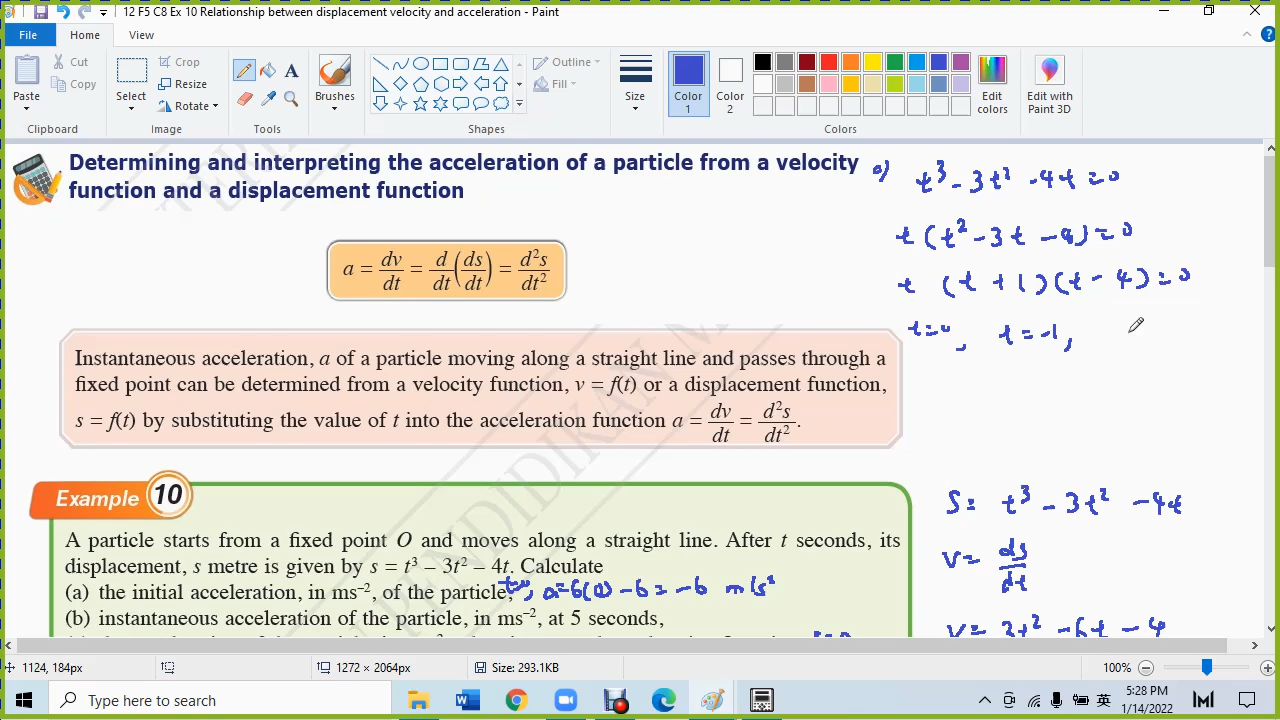 12 F5 C8 Ex 10 Relationship between displacement velocity and acceleration - Paint
File Home View
Paste Cut Copy Clipboard
Select Crop Resize Rotate Image
Tools
Brushes
Shapes Outline Fill
Size
Color 1 Color 2 Edit colors Edit with Paint 3D Colors
Determining and interpreting the acceleration of a particle from a velocity
function and a displacement function
a = dv/dt = d/dt(ds/dt) = d²s/dt²
Instantaneous acceleration, a of a particle moving along a straight line and passes through a
fixed point can be determined from a velocity function, v = f(t) or a displacement function,
s = f(t) by substituting the value of t into the acceleration function a = dv/dt = d²s/dt².
Example 10
A particle starts from a fixed point O and moves along a straight line. After t seconds, its
displacement, s metre is given by s = t³ – 3t² – 4t. Calculate
(a) the initial acceleration, in ms⁻², of the particle, t=0, a=6(0) -6 = -6 m/s²
(b) instantaneous acceleration of the particle, in ms⁻², at 5 seconds,
t³ - 3t² - 4t = 0
t (t² - 3t - 4) = 0
t (t + 1)(t - 4) = 0
t=0, t = -1,
S = t³ - 3t² - 4t
V = ds/dt
V = 3t² - 6t - 4
PENDIDIKAN
1124, 184px 1272 × 2064px Size: 293.1KB 100%
Type here to search
英 5:28 PM
1/14/2022